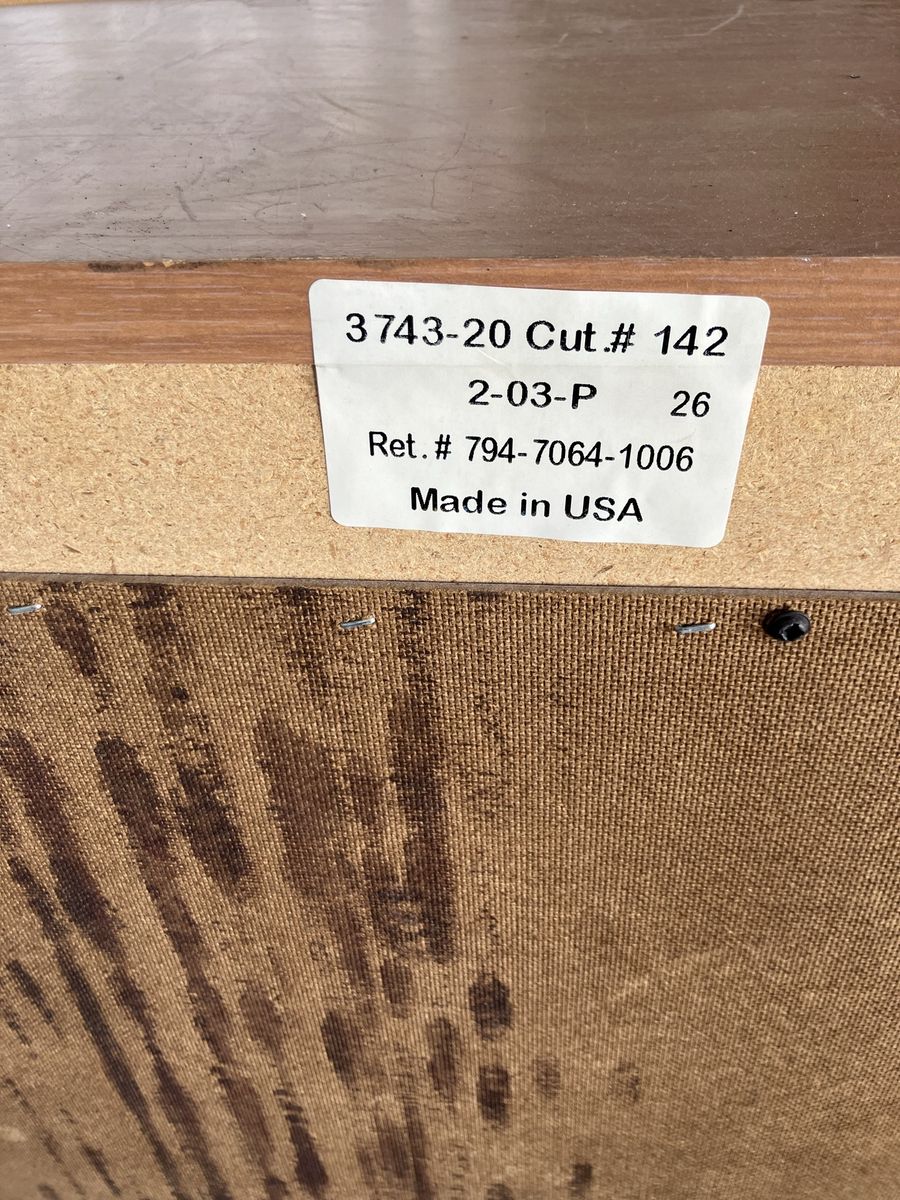 3743-20 Cut.# 142
2-03-P 26
Ret.# 794-7064-1006
Made in USA